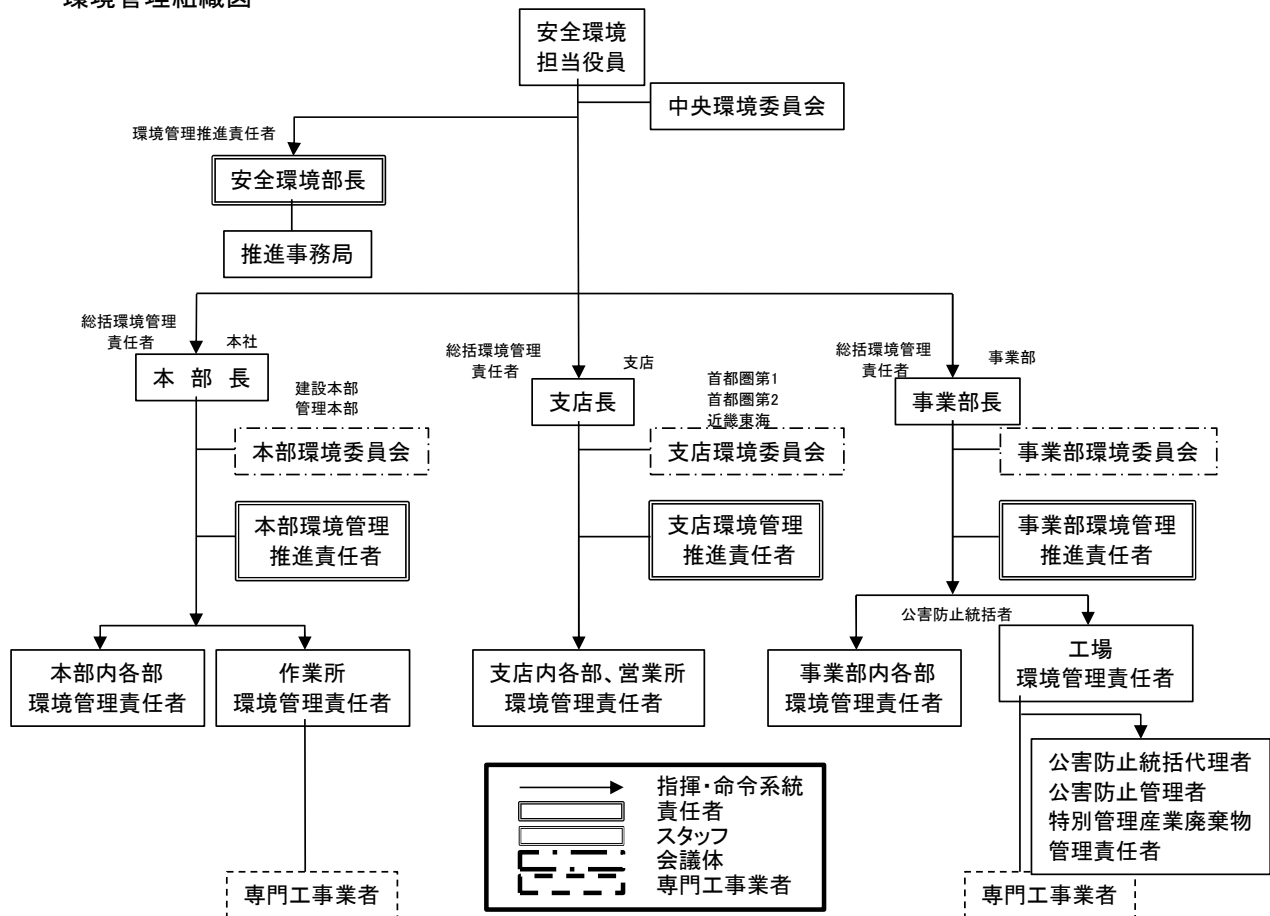 環境管理組織図
安全環境
担当役員
中央環境委員会
環境管理推進責任者
安全環境部長
推進事務局
総括環境管理
責任者
本社
本 部 長
建設本部
管理本部
本部環境委員会
本部環境管理
推進責任者
総括環境管理
責任者
支店
支店長
首都圏第1
首都圏第2
近畿東海
支店環境委員会
支店環境管理
推進責任者
総括環境管理
責任者
事業部
事業部長
事業部環境委員会
事業部環境管理
推進責任者
公害防止統括者
本部内各部
環境管理責任者
作業所
環境管理責任者
支店内各部、営業所
環境管理責任者
事業部内各部
環境管理責任者
工場
環境管理責任者
公害防止統括代理者
公害防止管理者
特別管理産業廃棄物
管理責任者
指揮・命令系統
責任者
スタッフ
会議体
専門工事業者
専門工事業者
専門工事業者